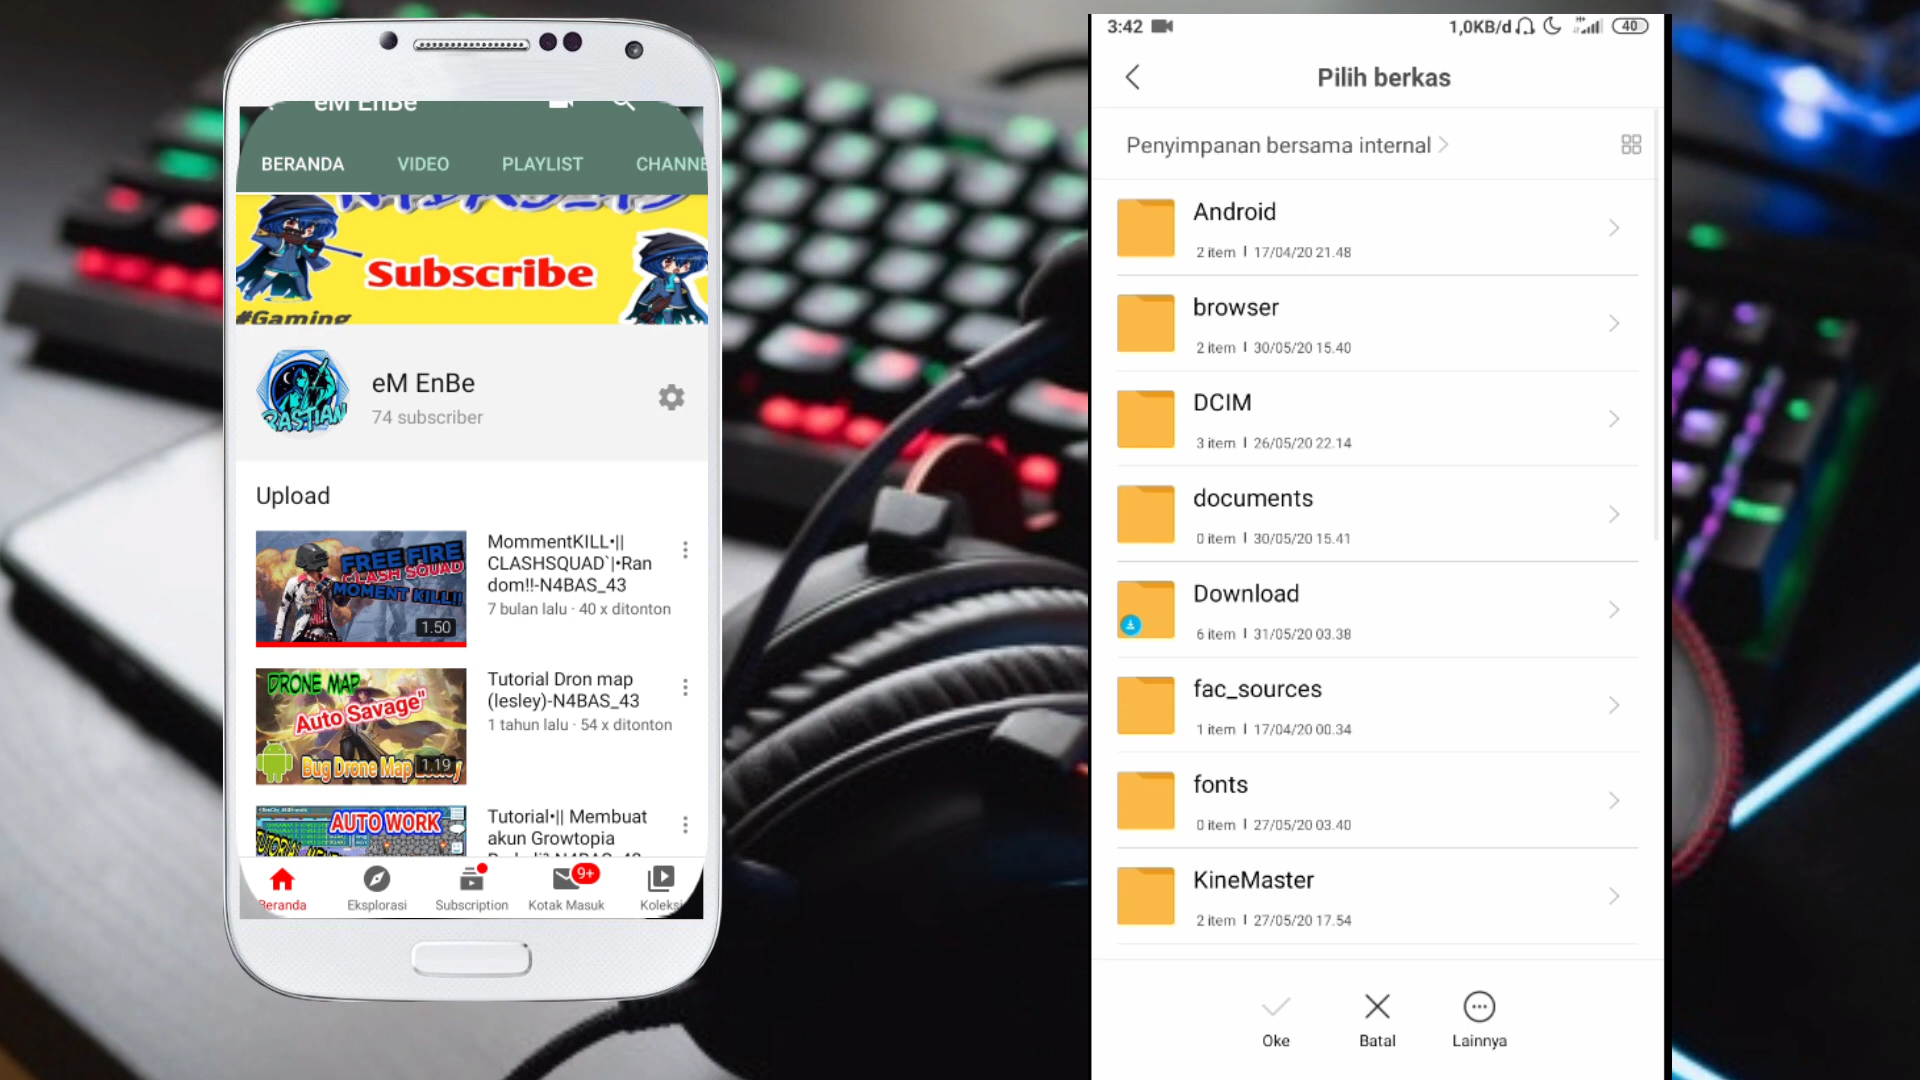 eM EnBe
BERANDA VIDEO PLAYLIST CHANNE
Subscribe
#Gaming
BASTIAN
eM EnBe
74 subscriber
Upload
FREE FIRE
CLASH SQUAD
MOMENT KILL!!
1.50
MommentKILL•||
CLASHSQUAD`|•Ran
dom!!-N4BAS_43
7 bulan lalu · 40 x ditonton
DRONE MAP
Auto Savage"
Bug Drone Map
1.19
Tutorial Dron map
(lesley)-N4BAS_43
1 tahun lalu · 54 x ditonton
AUTO WORK
Tutorial•|| Membuat
akun Growtopia
Beranda
Eksplorasi
Subscription
9+
Kotak Masuk
Koleksi
3:42
1,0KB/d
40
Pilih berkas
Penyimpanan bersama internal
Android
2 item | 17/04/20 21.48
browser
2 item | 30/05/20 15.40
DCIM
3 item | 26/05/20 22.14
documents
0 item | 30/05/20 15.41
Download
6 item | 31/05/20 03.38
fac_sources
1 item | 17/04/20 00.34
fonts
0 item | 27/05/20 03.40
KineMaster
2 item | 27/05/20 17.54
Oke
Batal
Lainnya